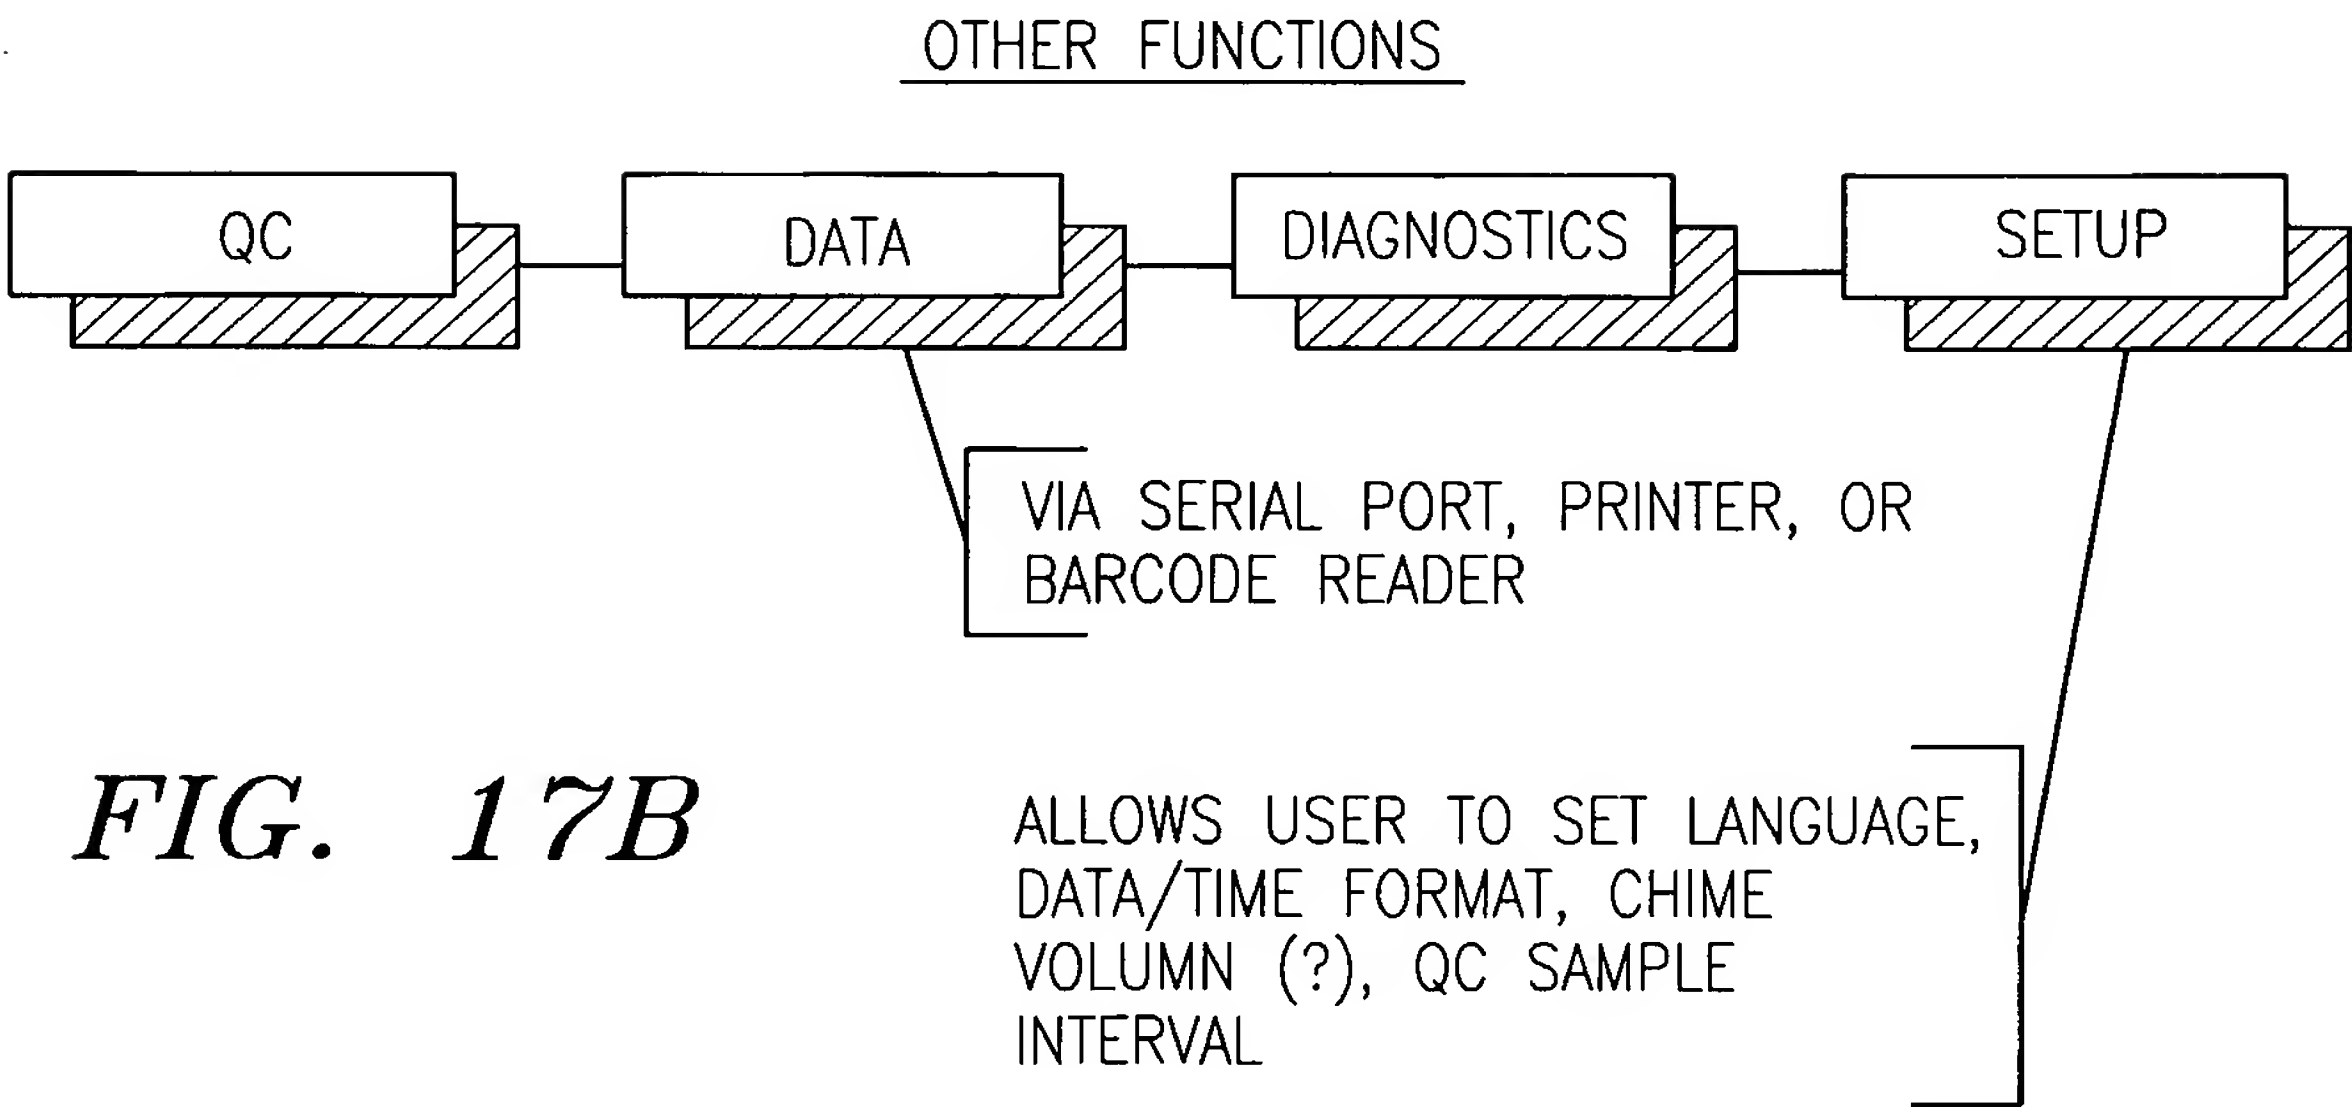 OTHER FUNCTIONS
QC
DATA
DIAGNOSTICS
SETUP
VIA SERIAL PORT, PRINTER, OR
BARCODE READER
ALLOWS USER TO SET LANGUAGE,
DATA/TIME FORMAT, CHIME
VOLUMN (?), QC SAMPLE
INTERVAL
FIG. 17B